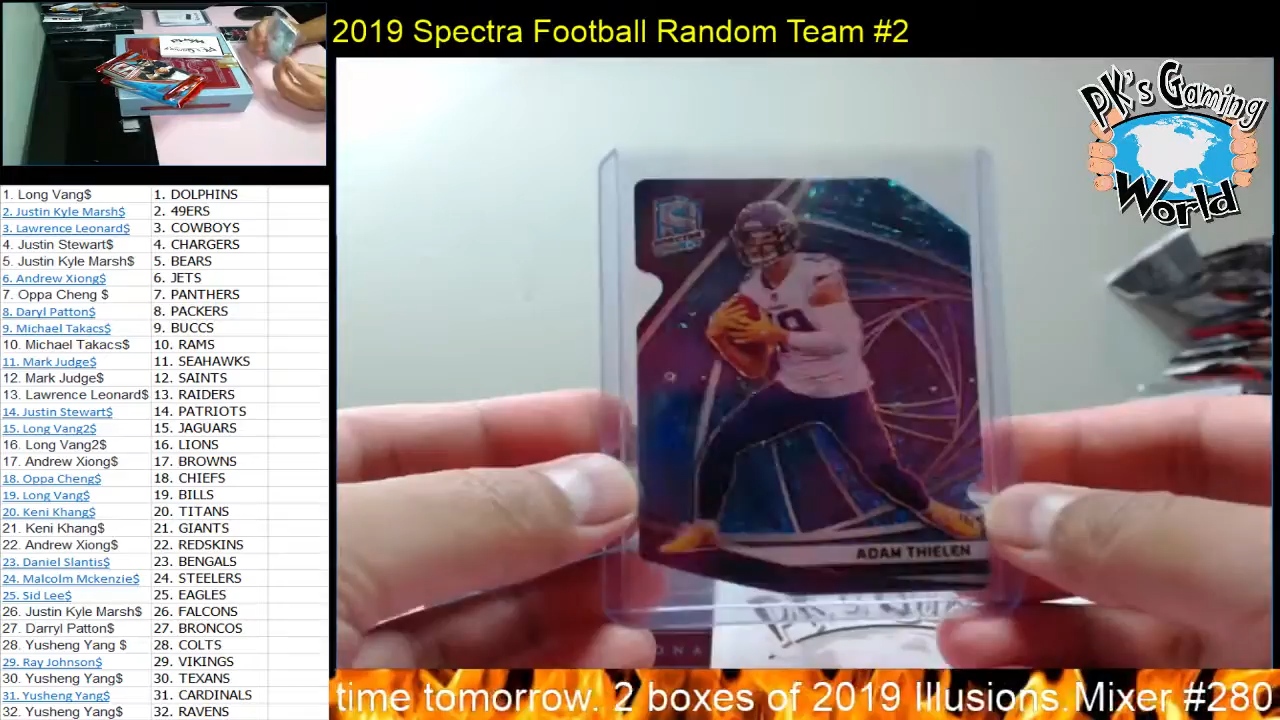 2019 Spectra Football Random Team #2
PK's Gaming
World
1. Long Vang$ 1. DOLPHINS
2. Justin Kyle Marsh$ 2. 49ERS
3. Lawrence Leonard$ 3. COWBOYS
4. Justin Stewart$ 4. CHARGERS
5. Justin Kyle Marsh$ 5. BEARS
6. Andrew Xiong$ 6. JETS
7. Oppa Cheng $ 7. PANTHERS
8. Daryl Patton$ 8. PACKERS
9. Michael Takacs$ 9. BUCCS
10. Michael Takacs$ 10. RAMS
11. Mark Judge$ 11. SEAHAWKS
12. Mark Judge$ 12. SAINTS
13. Lawrence Leonard$ 13. RAIDERS
14. Justin Stewart$ 14. PATRIOTS
15. Long Vang2$ 15. JAGUARS
16. Long Vang2$ 16. LIONS
17. Andrew Xiong$ 17. BROWNS
18. Oppa Cheng$ 18. CHIEFS
19. Long Vang$ 19. BILLS
20. Keni Khang$ 20. TITANS
21. Keni Khang$ 21. GIANTS
22. Andrew Xiong$ 22. REDSKINS
23. Daniel Slantis$ 23. BENGALS
24. Malcolm Mckenzie$ 24. STEELERS
25. Sid Lee$ 25. EAGLES
26. Justin Kyle Marsh$ 26. FALCONS
27. Darryl Patton$ 27. BRONCOS
28. Yusheng Yang $ 28. COLTS
29. Ray Johnson$ 29. VIKINGS
30. Yusheng Yang$ 30. TEXANS
31. Yusheng Yang$ 31. CARDINALS
32. Yusheng Yang$ 32. RAVENS
SPECTRA
19
ADAM THIELEN
time tomorrow. 2 boxes of 2019 Illusions.Mixer #280